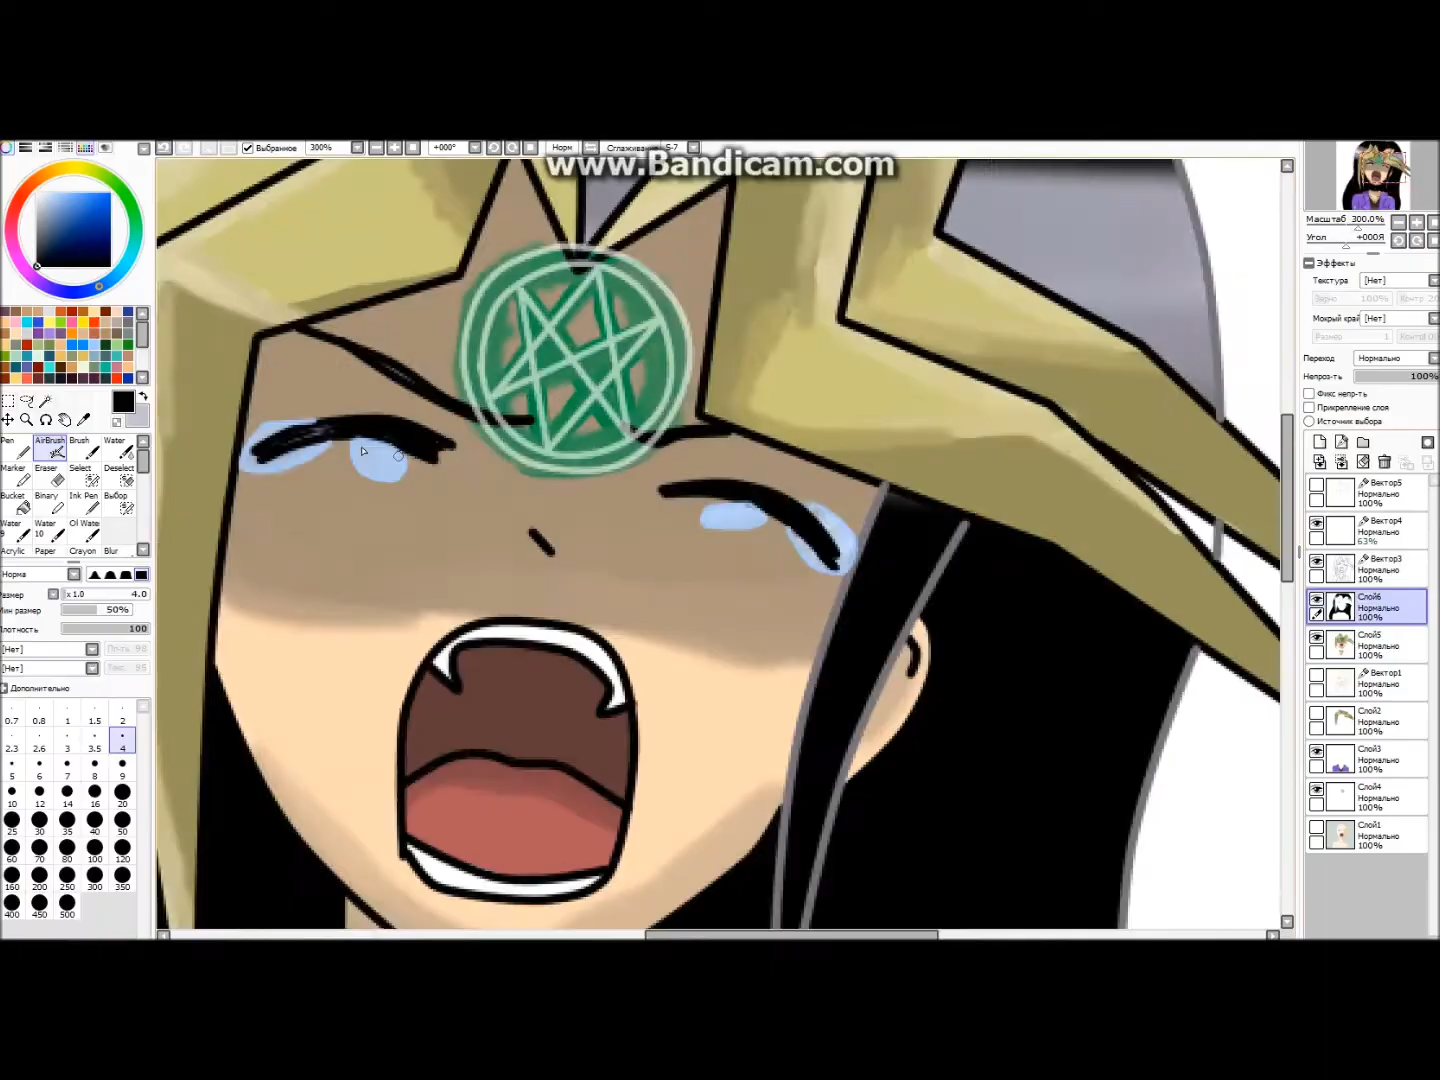 www.Bandicam.com
Выбранное 300% +000° Норм Сглаживание S-7
Масштаб 300.0%
Угол +000Я
Эффекты
Текстура [Нет]
Зерно 100%
Мокрый край [Нет]
Размер 1
Переход Нормально
Непроз-ть 100%
Фикс непр-ть
Прикрепление слоя
Источник выбора
Вектор5
Нормально
100%
Вектор4
Нормально
63%
Вектор3
Нормально
100%
Слой6
Нормально
100%
Слой5
Нормально
100%
Вектор1
Нормально
100%
Слой2
Нормально
100%
Слой3
Нормально
100%
Слой4
Нормально
100%
Слой1
Нормально
100%
Pen AirBrush Brush Water
Marker Eraser Select Deselect
Bucket Binary Ink Pen Выбор
Water 9 Water 10 Oil Wate
Acrylic Paper Crayon Blur
Норма
Размер x 1.0 4.0
Мин размер 50%
Плотность 100
[Нет]
[Нет]
Дополнительно
0.7 0.8 1 1.5 2
2.3 2.6 3 3.5 4
5 6 7 8 9
10 12 14 16 20
25 30 35 40 50
60 70 80 100 120
160 200 250 300 350
400 450 500